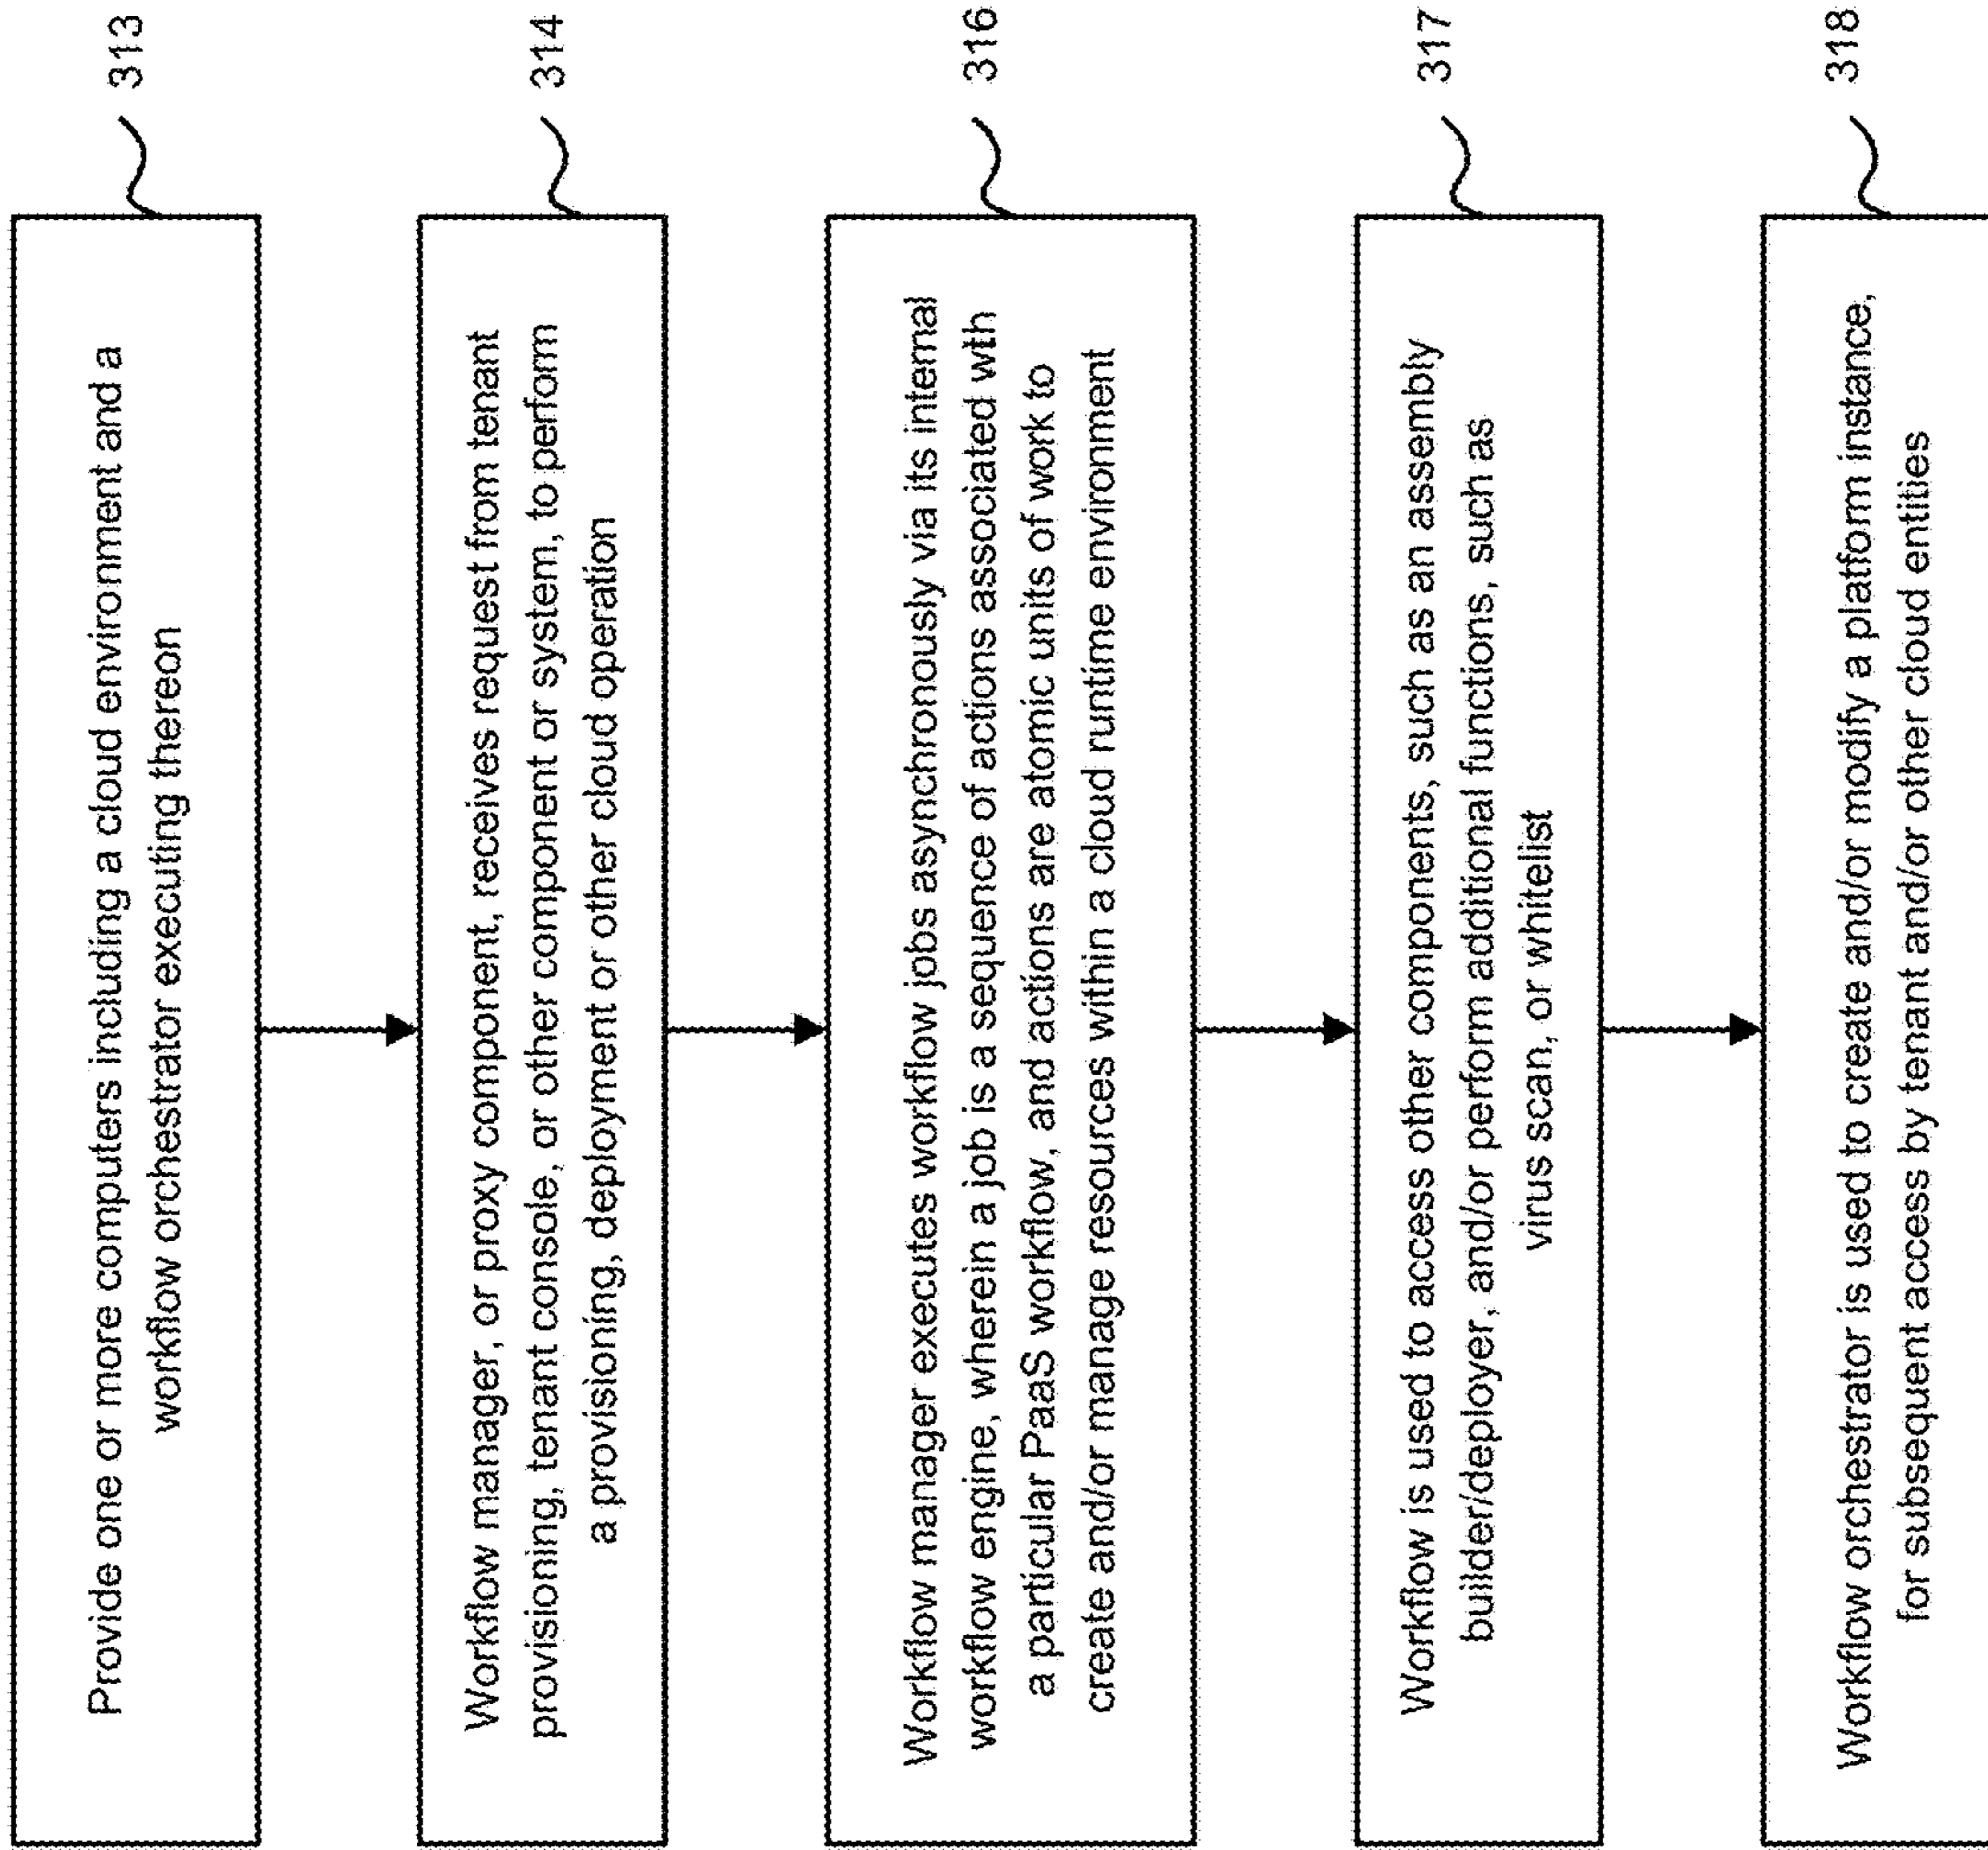 Provide one or more computers including a cloud environment and a
workflow orchestrator executing thereon
313
Workflow manager, or proxy component, receives request from tenant
provisioning, tenant console, or other component or system, to perform
a provisioning, deployment or other cloud operation
314
Workflow manager executes workflow jobs asynchronously via its internal
workflow engine, wherein a job is a sequence of actions associated wth
a particular PaaS workflow, and actions are atomic units of work to
create and/or manage resources within a cloud runtime environment
316
Workflow is used to access other components, such as an assembly
builder/deployer, and/or perform additional functions, such as
virus scan, or whitelist
317
Workflow orchestrator is used to create and/or modify a platform instance,
for subsequent access by tenant and/or other cloud entities
318